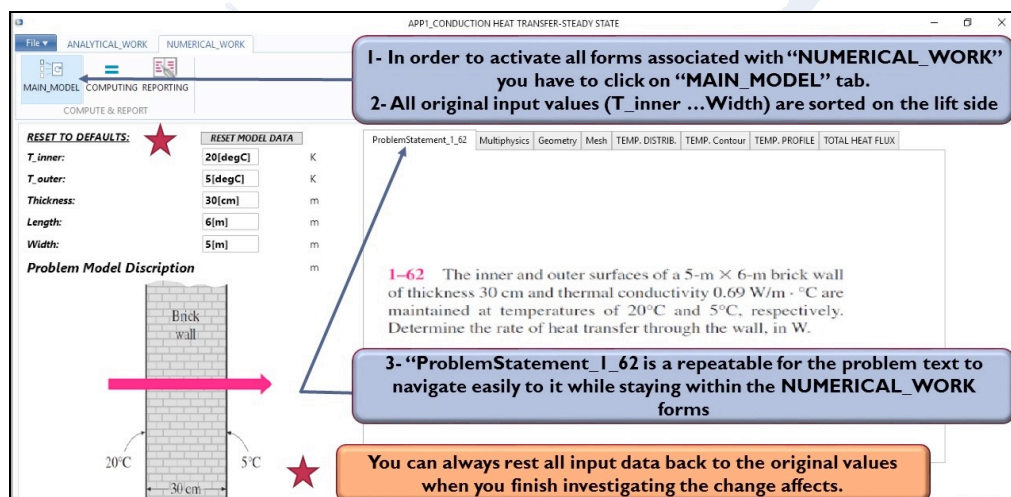 APP1_CONDUCTION HEAT TRANSFER-STEADY STATE
File
ANALYTICAL_WORK
NUMERICAL_WORK
MAIN_MODEL
COMPUTING
REPORTING
COMPUTE & REPORT
1- In order to activate all forms associated with “NUMERICAL_WORK”
you have to click on “MAIN_MODEL” tab.
2- All original input values (T_inner ...Width) are sorted on the lift side
RESET TO DEFAULTS:
RESET MODEL DATA
T_inner: 20[degC] K
T_outer: 5[degC] K
Thickness: 30[cm] m
Length: 6[m] m
Width: 5[m] m
Problem Model Discription m
Brick
wall
20°C
5°C
30 cm
ProblemStatement_1_62
Multiphysics
Geometry
Mesh
TEMP. DISTRIB.
TEMP. Contour
TEMP. PROFILE
TOTAL HEAT FLUX
1–62 The inner and outer surfaces of a 5-m × 6-m brick wall
of thickness 30 cm and thermal conductivity 0.69 W/m · °C are
maintained at temperatures of 20°C and 5°C, respectively.
Determine the rate of heat transfer through the wall, in W.
3- “ProblemStatement_1_62 is a repeatable for the problem text to
navigate easily to it while staying within the NUMERICAL_WORK
forms
You can always rest all input data back to the original values
when you finish investigating the change affects.